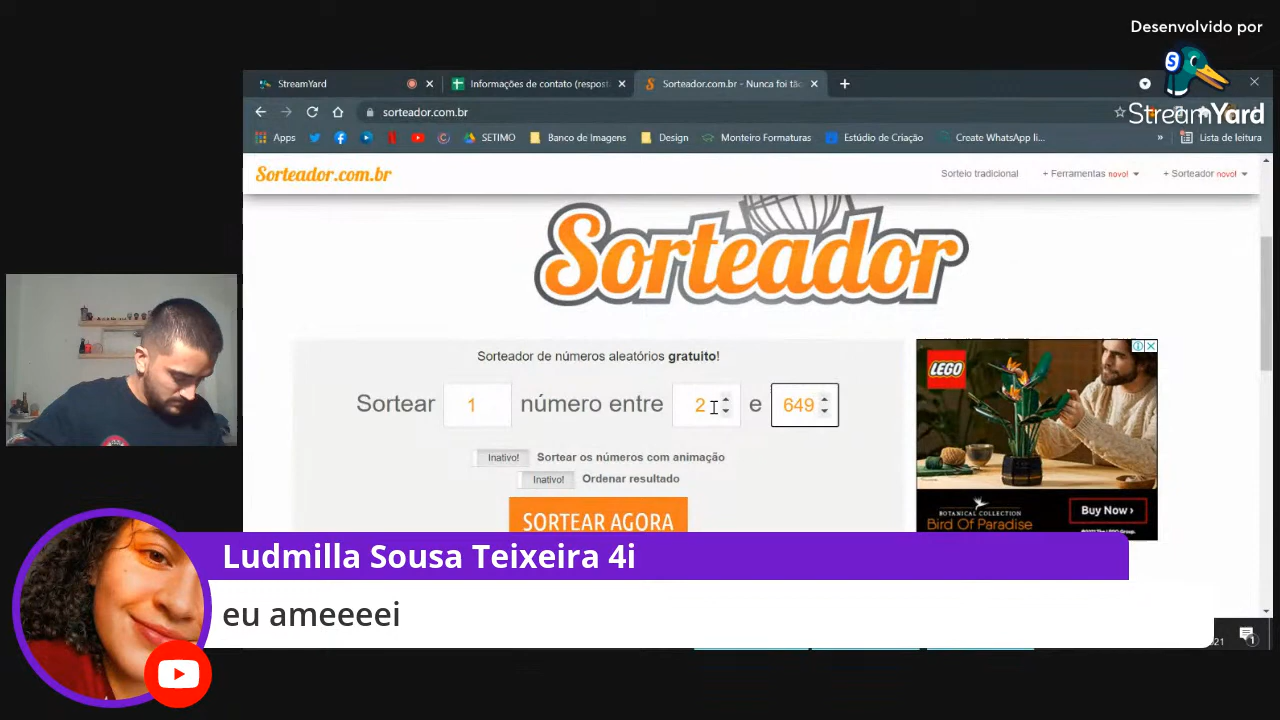 Desenvolvido por
StreamYard
StreamYard
Informações de contato (respost
Sorteador.com.br - Nunca foi tão
sorteador.com.br
Apps
SETIMO
Banco de Imagens
Design
Monteiro Formaturas
Estúdio de Criação
Create WhatsApp li...
»
Lista de leitura
Sorteador.com.br
Sorteio tradicional
+ Ferramentas novo!
+ Sorteador novo!
Sorteador
Sorteador de números aleatórios gratuito!
Sortear 1 número entre 2 e 649
Inativo! Sortear os números com animação
Inativo! Ordenar resultado
SORTEAR AGORA
LEGO
BOTANICAL COLLECTION
Bird Of Paradise
Buy Now ›
Ludmilla Sousa Teixeira 4i
eu ameeeei